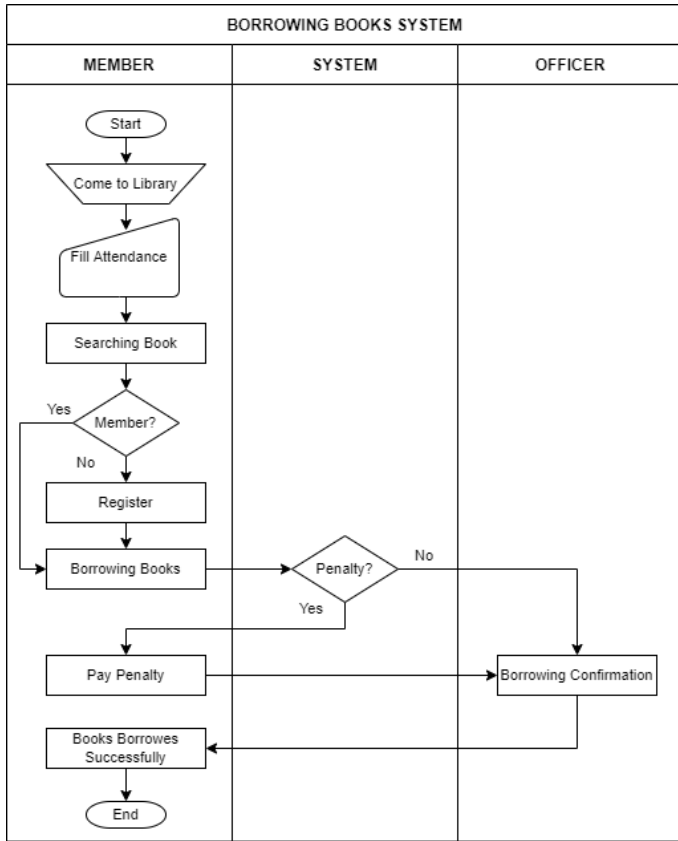 BORROWING BOOKS SYSTEM
MEMBER
SYSTEM
OFFICER
Start
Come to Library
Fill Attendance
Searching Book
Yes
Member?
No
Register
Borrowing Books
Penalty?
No
Yes
Pay Penalty
Borrowing Confirmation
Books Borrowes
Successfully
End